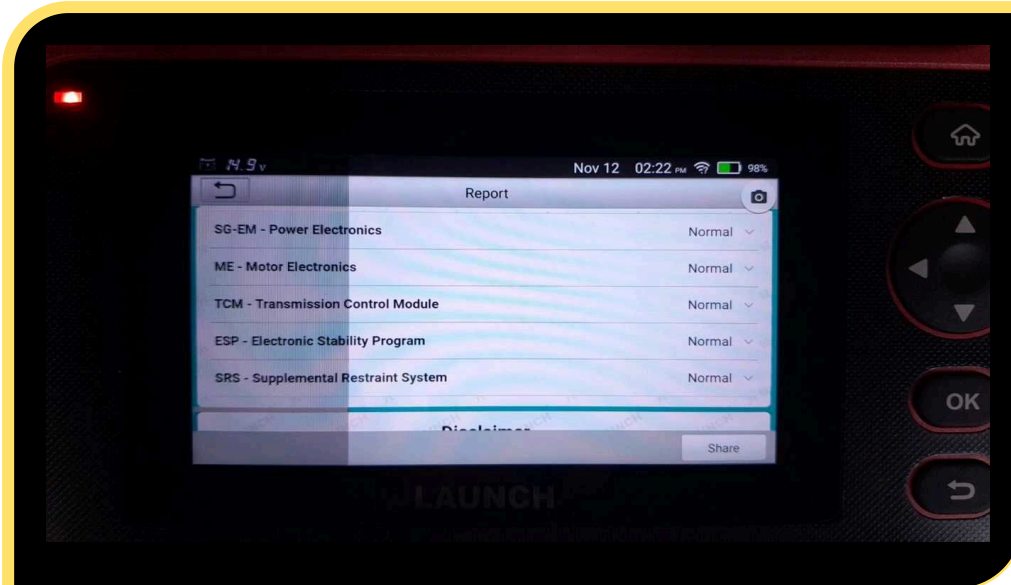 14.9v Nov 12 02:22 PM 98%
Report
SG-EM - Power Electronics Normal
ME - Motor Electronics Normal
TCM - Transmission Control Module Normal
ESP - Electronic Stability Program Normal
SRS - Supplemental Restraint System Normal
Disclaimer
Share
OK
LAUNCH